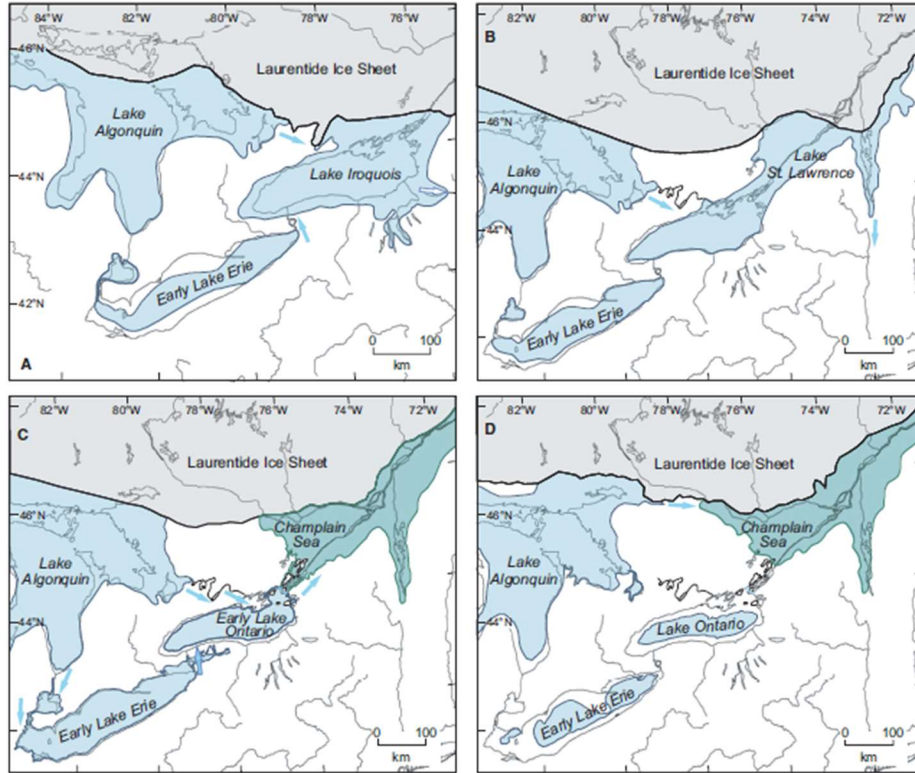 84°W 82°W 80°W 78°W 76°W
46°N
44°N
42°N
Laurentide Ice Sheet
Lake
Algonquin
Lake Iroquois
Early Lake Erie
A
0 100
km
82°W 80°W 78°W 76°W 74°W 72°W
B
Laurentide Ice Sheet
46°N
Lake
Algonquin
Lake
St. Lawrence
44°N
Early Lake Erie
0 100
km
C
82°W 80°W 78°W 76°W 74°W 72°W
Laurentide Ice Sheet
46°N
Champlain
Sea
Lake
Algonquin
44°N
Early Lake
Ontario
Early Lake Erie
0 100
km
82°W 80°W 78°W 76°W 74°W 72°W
D
Laurentide Ice Sheet
46°N
Champlain
Sea
Lake
Algonquin
44°N
Lake Ontario
Early Lake Erie
0 100
km